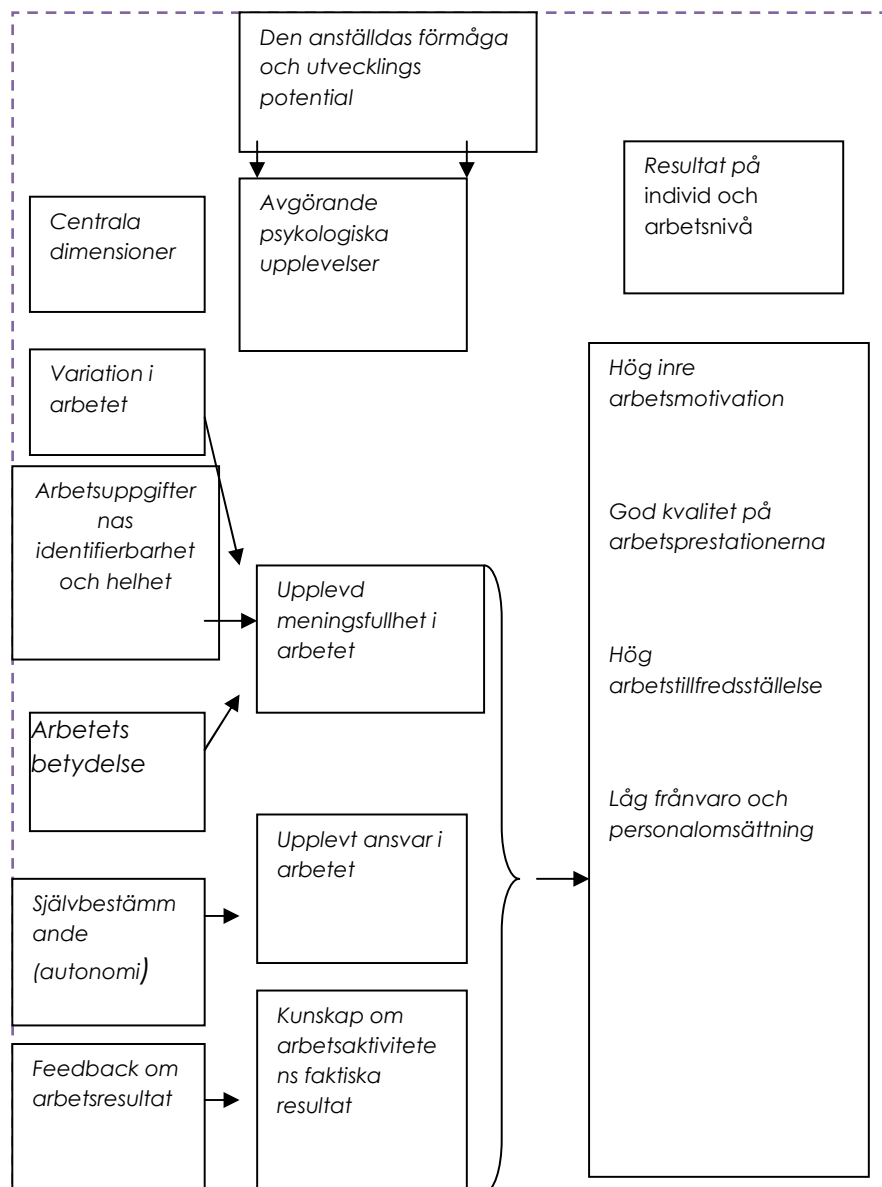 Den anställdas förmåga
och utvecklings
potential
Resultat på
individ och
arbetsnivå
Centrala
dimensioner
Avgörande
psykologiska
upplevelser
Variation i
arbetet
Arbetsuppgifter
nas
identifierbarhet
och helhet
Arbetets
betydelse
Självbestämm
ande
(autonomi)
Feedback om
arbetsresultat
Upplevd
meningsfullhet i
arbetet
Upplevt ansvar i
arbetet
Kunskap om
arbetsaktivitete
ns faktiska
resultat
Hög inre
arbetsmotivation
God kvalitet på
arbetsprestationerna
Hög
arbetstillfredsställelse
Låg frånvaro och
personalomsättning